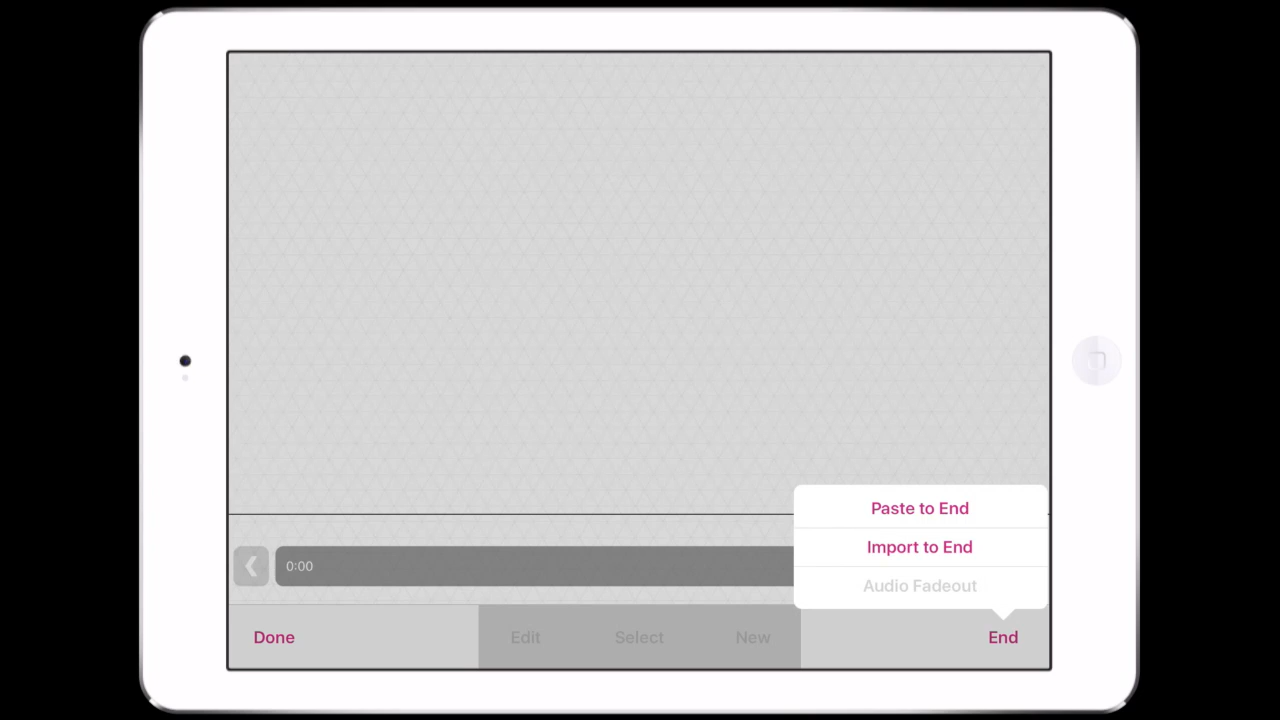 Paste to End
Import to End
Audio Fadeout
0:00
Done
Edit
Select
New
End